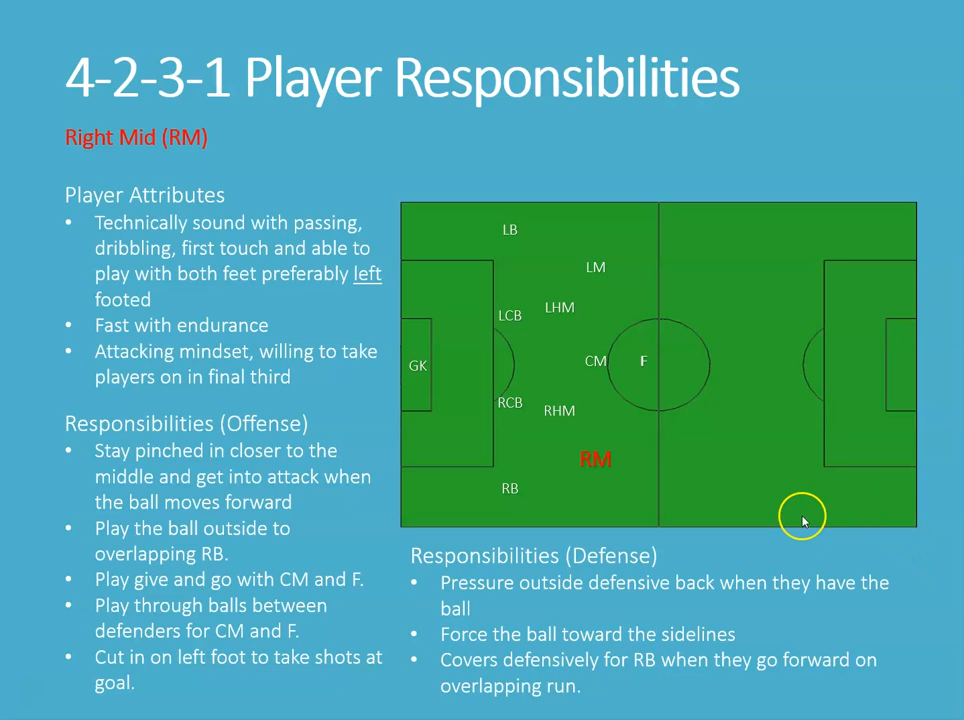 4-2-3-1 Player Responsibilities
Right Mid (RM)
Player Attributes
• Technically sound with passing,
dribbling, first touch and able to
play with both feet preferably left
footed
• Fast with endurance
• Attacking mindset, willing to take
players on in final third
Responsibilities (Offense)
• Stay pinched in closer to the
middle and get into attack when
the ball moves forward
• Play the ball outside to
overlapping RB.
• Play give and go with CM and F.
• Play through balls between
defenders for CM and F.
• Cut in on left foot to take shots at
goal.
LB
LM
LHM
LCB
GK
CM
F
RCB
RHM
RM
RB
Responsibilities (Defense)
• Pressure outside defensive back when they have the
ball
• Force the ball toward the sidelines
• Covers defensively for RB when they go forward on
overlapping run.